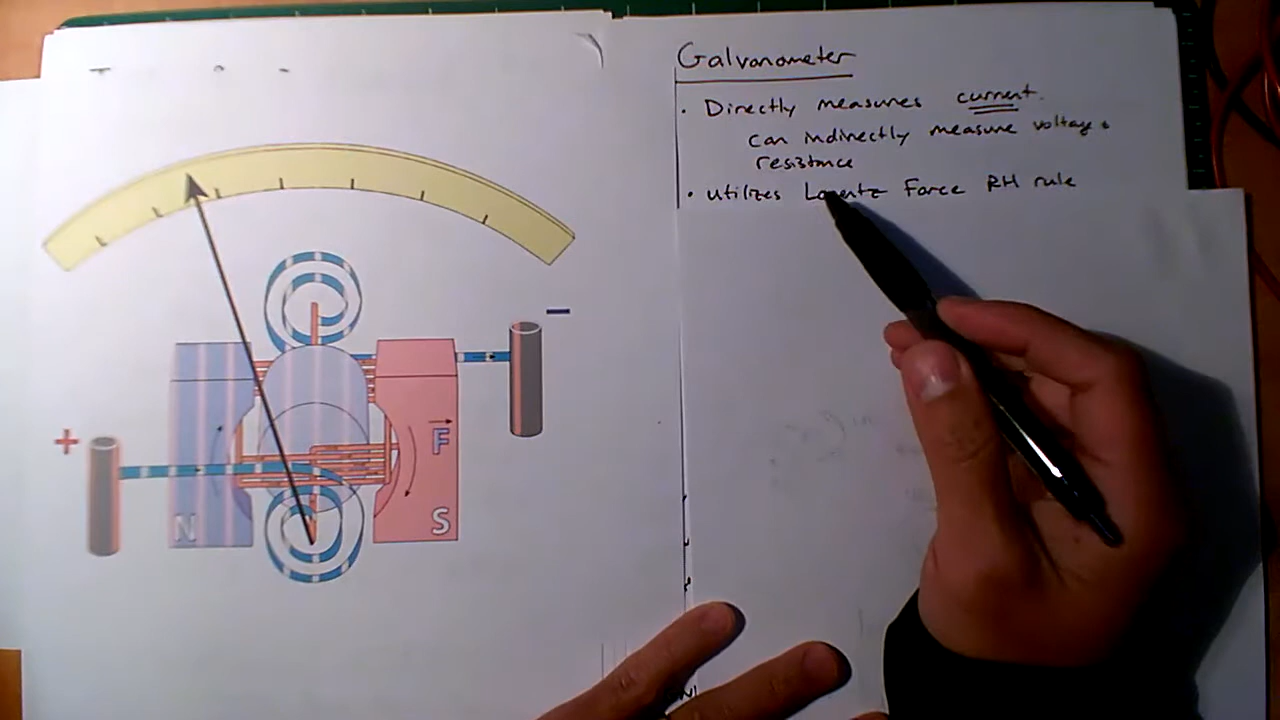 Galvanometer
• Directly measures current.
can indirectly measure voltage &
resistance
• utilizes Lorentz Force RH rule
−
+
F
N
S